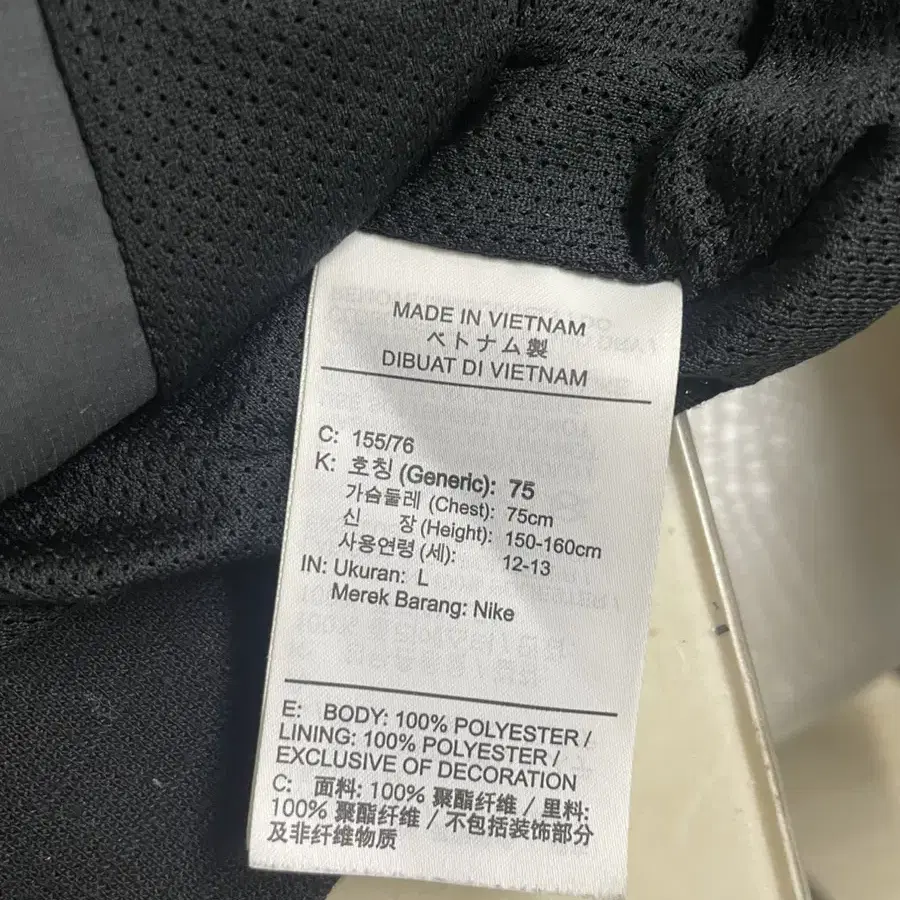 MADE IN VIETNAM
ベトナム製
DIBUAT DI VIETNAM
C: 155/76
K: 호칭 (Generic): 75
가슴둘레 (Chest): 75cm
신 장 (Height): 150-160cm
사용연령 (세): 12-13
IN: Ukuran: L
Merek Barang: Nike
E: BODY: 100% POLYESTER /
LINING: 100% POLYESTER /
EXCLUSIVE OF DECORATION
C: 面料: 100% 聚酯纤维 / 里料:
100% 聚酯纤维 / 不包括装饰部分
及非纤维物质